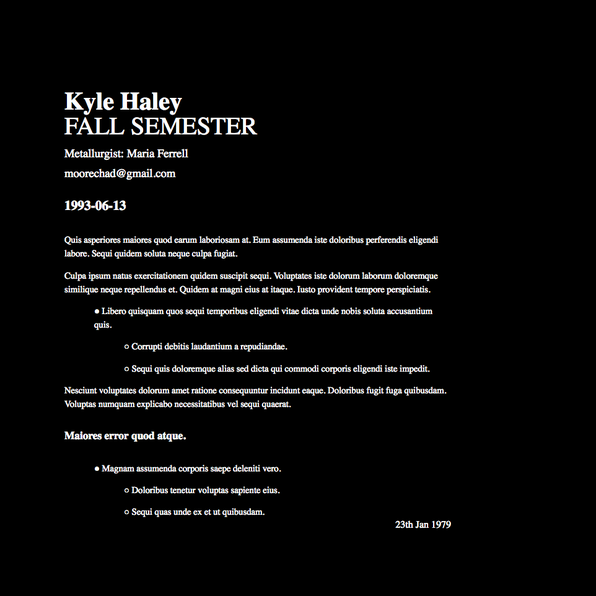 Kyle Haley
FALL SEMESTER
Metallurgist: Maria Ferrell
moorechad@gmail.com
1993-06-13
Quis asperiores maiores quod earum laboriosam at. Eum assumenda iste doloribus perferendis eligendi
labore. Sequi quidem soluta neque culpa fugiat.
Culpa ipsum natus exercitationem quidem suscipit sequi. Voluptates iste dolorum laborum doloremque
similique neque repellendus et. Quidem at magni eius at itaque. Iusto provident tempore perspiciatis.
● Libero quisquam quos sequi temporibus eligendi vitae dicta unde nobis soluta accusantium
quis.
○ Corrupti debitis laudantium a repudiandae.
○ Sequi quis doloremque alias sed dicta qui commodi corporis eligendi iste impedit.
Nesciunt voluptates dolorum amet ratione consequuntur incidunt eaque. Doloribus fugit fuga quibusdam.
Voluptas numquam explicabo necessitatibus vel sequi quaerat.
Maiores error quod atque.
● Magnam assumenda corporis saepe deleniti vero.
○ Doloribus tenetur voluptas sapiente eius.
○ Sequi quas unde ex et ut quibusdam.
23th Jan 1979